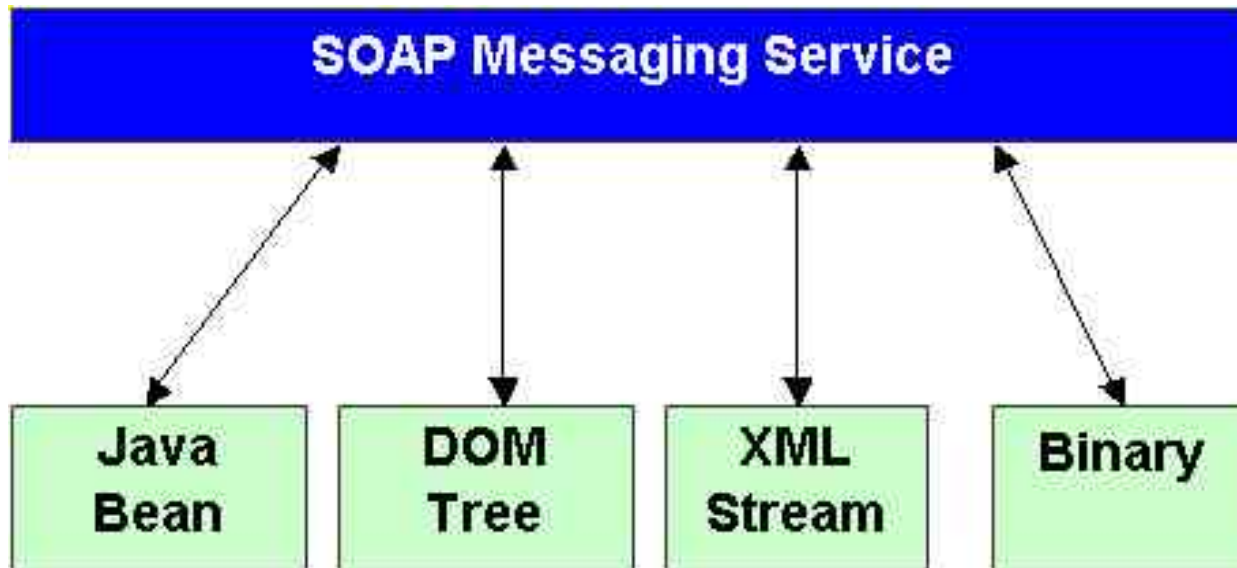 SOAP Messaging Service
Java
Bean
DOM
Tree
XML
Stream
Binary